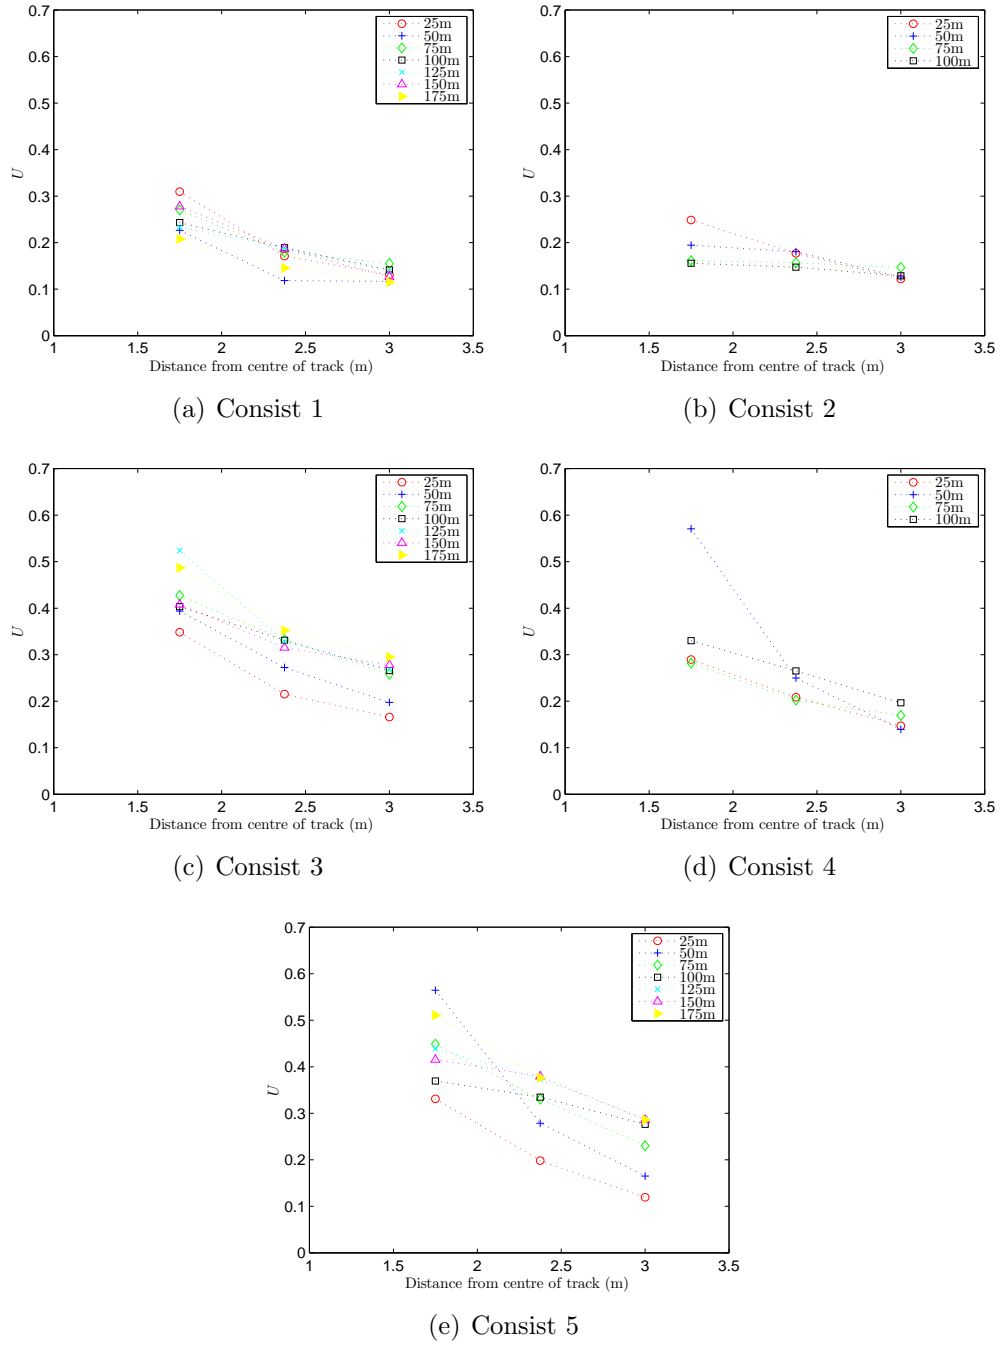 0.7
0.6
0.5
0.4
0.3
0.2
0.1
0
U
1 1.5 2 2.5 3 3.5
Distance from centre of track (m)
25m
50m
75m
100m
125m
150m
175m
(a) Consist 1
0.7
0.6
0.5
0.4
0.3
0.2
0.1
0
U
1 1.5 2 2.5 3 3.5
Distance from centre of track (m)
25m
50m
75m
100m
(b) Consist 2
0.7
0.6
0.5
0.4
0.3
0.2
0.1
0
U
1 1.5 2 2.5 3 3.5
Distance from centre of track (m)
25m
50m
75m
100m
125m
150m
175m
(c) Consist 3
0.7
0.6
0.5
0.4
0.3
0.2
0.1
0
U
1 1.5 2 2.5 3 3.5
Distance from centre of track (m)
25m
50m
75m
100m
(d) Consist 4
0.7
0.6
0.5
0.4
0.3
0.2
0.1
0
U
1 1.5 2 2.5 3 3.5
Distance from centre of track (m)
25m
50m
75m
100m
125m
150m
175m
(e) Consist 5